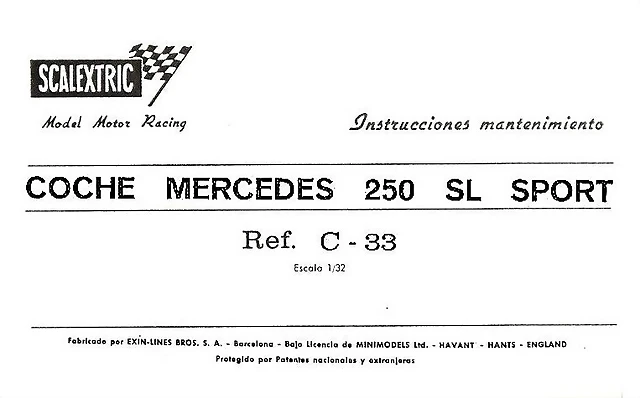 SCALEXTRIC
Model Motor Racing
Instrucciones mantenimiento
COCHE MERCEDES 250 SL SPORT
Ref. C - 33
Escala 1/32
Fabricado por EXIN-LINES BROS. S. A. - Barcelona - Bajo Licencia de MINIMODELS Ltd. - HAVANT - HANTS - ENGLAND
Protegido por Patentes nacionales y extranjeras